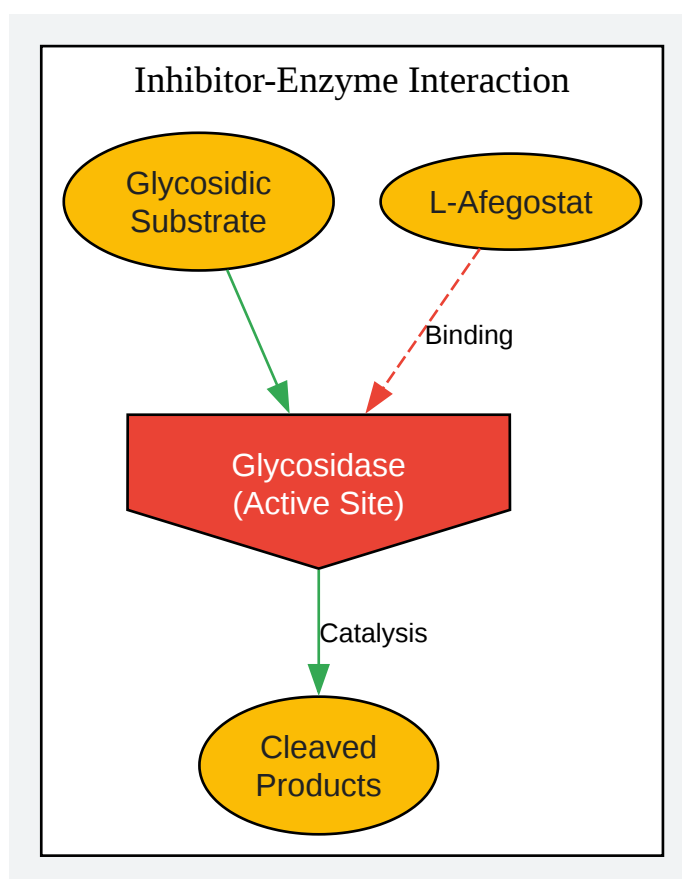 Inhibitor-Enzyme Interaction
Glycosidic
Substrate
L-Afegostat
Binding
Glycosidase
(Active Site)
Catalysis
Cleaved
Products